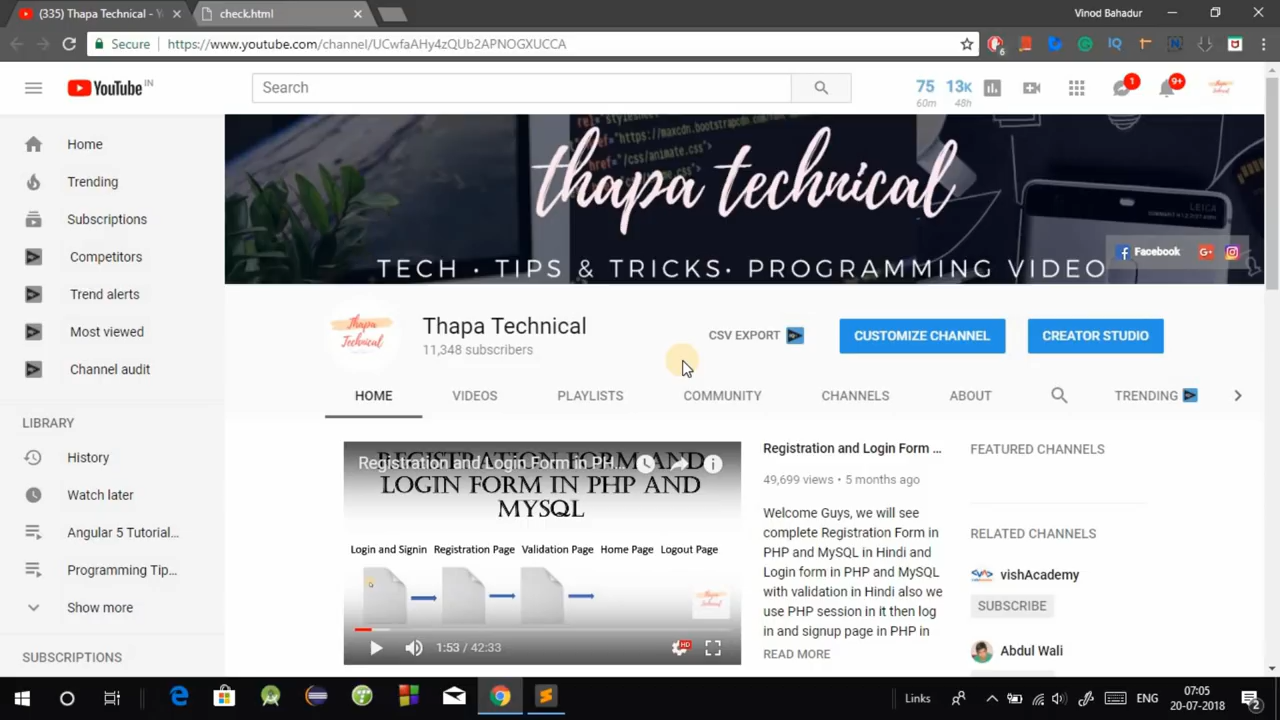 (335) Thapa Technical - Y
check.html
Vinod Bahadur
Secure
https://www.youtube.com/channel/UCwfaAHy4zQUb2APNOGXUCCA
6
IQ
N
YouTube IN
Search
75
60m
13K
48h
1
9+
Home
Trending
Subscriptions
Competitors
Trend alerts
Most viewed
Channel audit
LIBRARY
History
Watch later
Angular 5 Tutorial...
Programming Tip...
Show more
SUBSCRIPTIONS
thapa technical
TECH · TIPS & TRICKS· PROGRAMMING VIDEO
LEICA
Facebook
G+
Thapa Technical
Thapa Technical
11,348 subscribers
CSV EXPORT
CUSTOMIZE CHANNEL
CREATOR STUDIO
HOME
VIDEOS
PLAYLISTS
COMMUNITY
CHANNELS
ABOUT
TRENDING
Registration and Login Form in PH...
REGISTRATION FORM AND
LOGIN FORM IN PHP AND
MYSQL
Login and Signin
Registration Page
Validation Page
Home Page
Logout Page
1:53 / 42:33
HD
Registration and Login Form ...
49,699 views • 5 months ago
Welcome Guys, we will see
complete Registration Form in
PHP and MySQL in Hindi and
Login form in PHP and MySQL
with validation in Hindi also we
use PHP session in it then log
in and signup page in PHP in
READ MORE
FEATURED CHANNELS
RELATED CHANNELS
vishAcademy
SUBSCRIBE
Abdul Wali
Links
ENG
07:05
20-07-2018
2